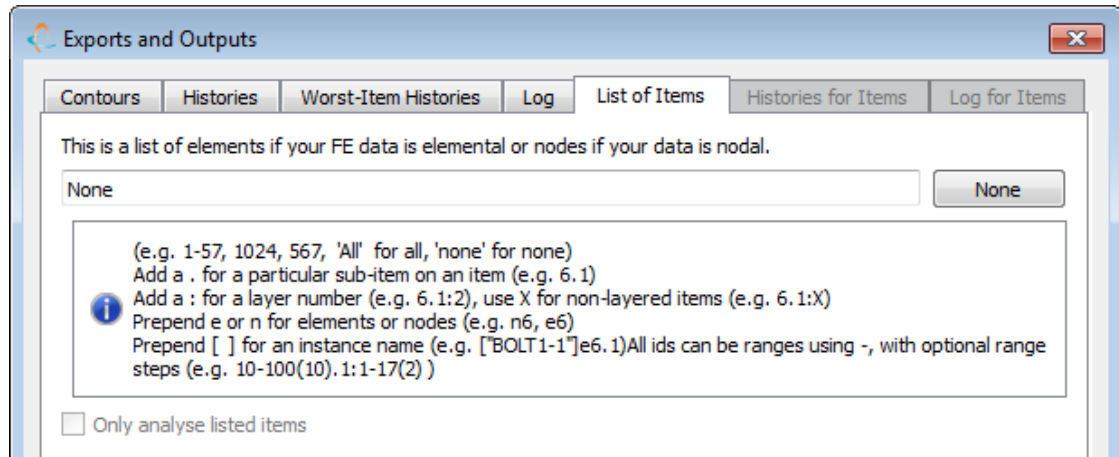 Exports and Outputs
Contours Histories Worst-Item Histories Log List of Items Histories for Items Log for Items
This is a list of elements if your FE data is elemental or nodes if your data is nodal.
None None
(e.g. 1-57, 1024, 567, 'All' for all, 'none' for none)
Add a . for a particular sub-item on an item (e.g. 6.1)
Add a : for a layer number (e.g. 6.1:2), use X for non-layered items (e.g. 6.1:X)
Prepend e or n for elements or nodes (e.g. n6, e6)
Prepend [ ] for an instance name (e.g. ["BOLT1-1"]e6.1)All ids can be ranges using -, with optional range
steps (e.g. 10-100(10).1:1-17(2) )
Only analyse listed items